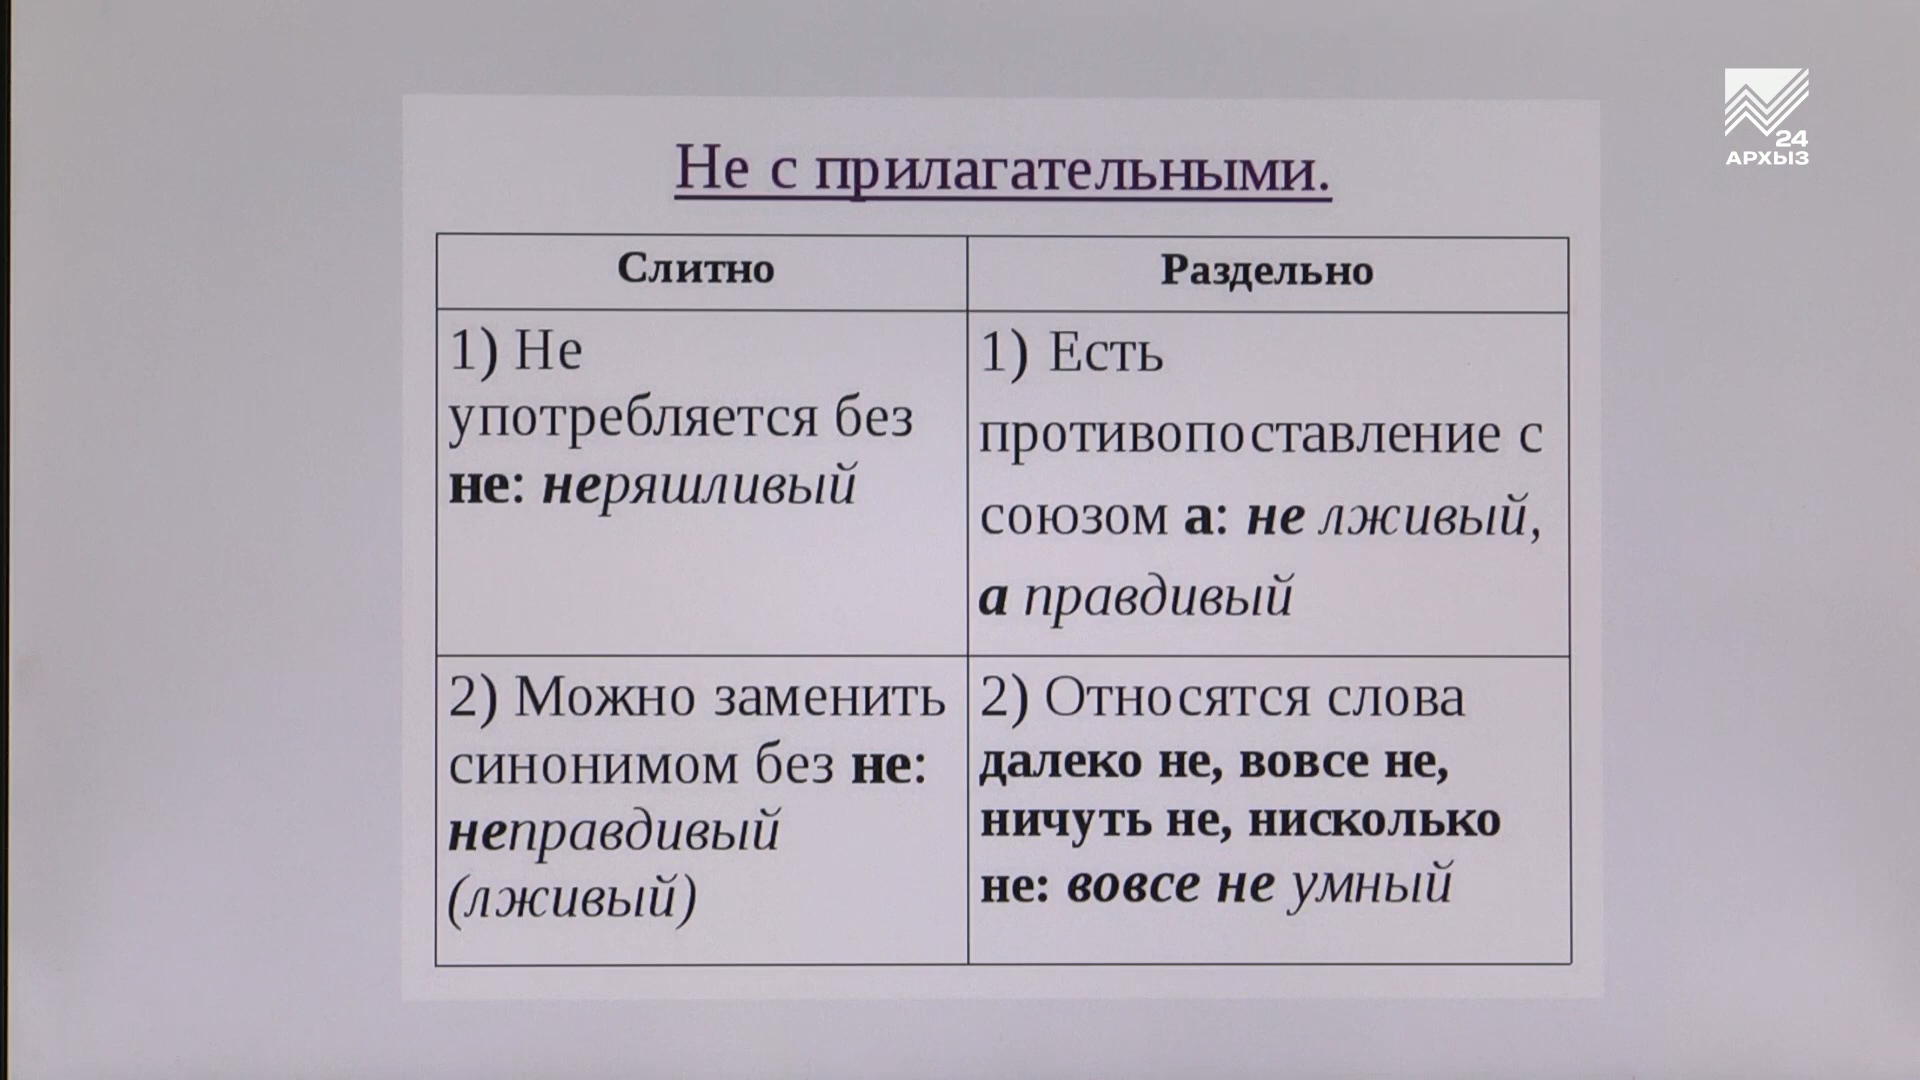 24
АРХЫЗ
Не с прилагательными.
Слитно
Раздельно
1) Не
употребляется без
не: неряшливый
1) Есть
противопоставление с
союзом а: не лживый,
а правдивый
2) Можно заменить
синонимом без не:
неправдивый
(лживый)
2) Относятся слова
далеко не, вовсе не,
ничуть не, нисколько
не: вовсе не умный